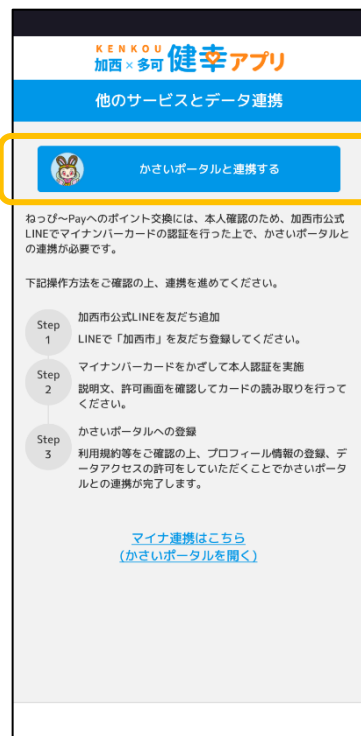 KENKOU
加西×多可 健幸アプリ
他のサービスとデータ連携
かさいポータルと連携する
ねっぴ～Payへのポイント交換には、本人確認のため、加西市公式
LINEでマイナンバーカードの認証を行った上で、かさいポータルと
の連携が必要です。
下記操作方法をご確認の上、連携を進めてください。
Step
1
加西市公式LINEを友だち追加
LINEで「加西市」を友だち登録してください。
Step
2
マイナンバーカードをかざして本人認証を実施
説明文、許可画面を確認してカードの読み取りを行って
ください。
Step
3
かさいポータルへの登録
利用規約等をご確認の上、プロフィール情報の登録、デ
ータアクセスの許可をしていただくことでかさいポータ
ルとの連携が完了します。
マイナ連携はこちら
(かさいポータルを開く)